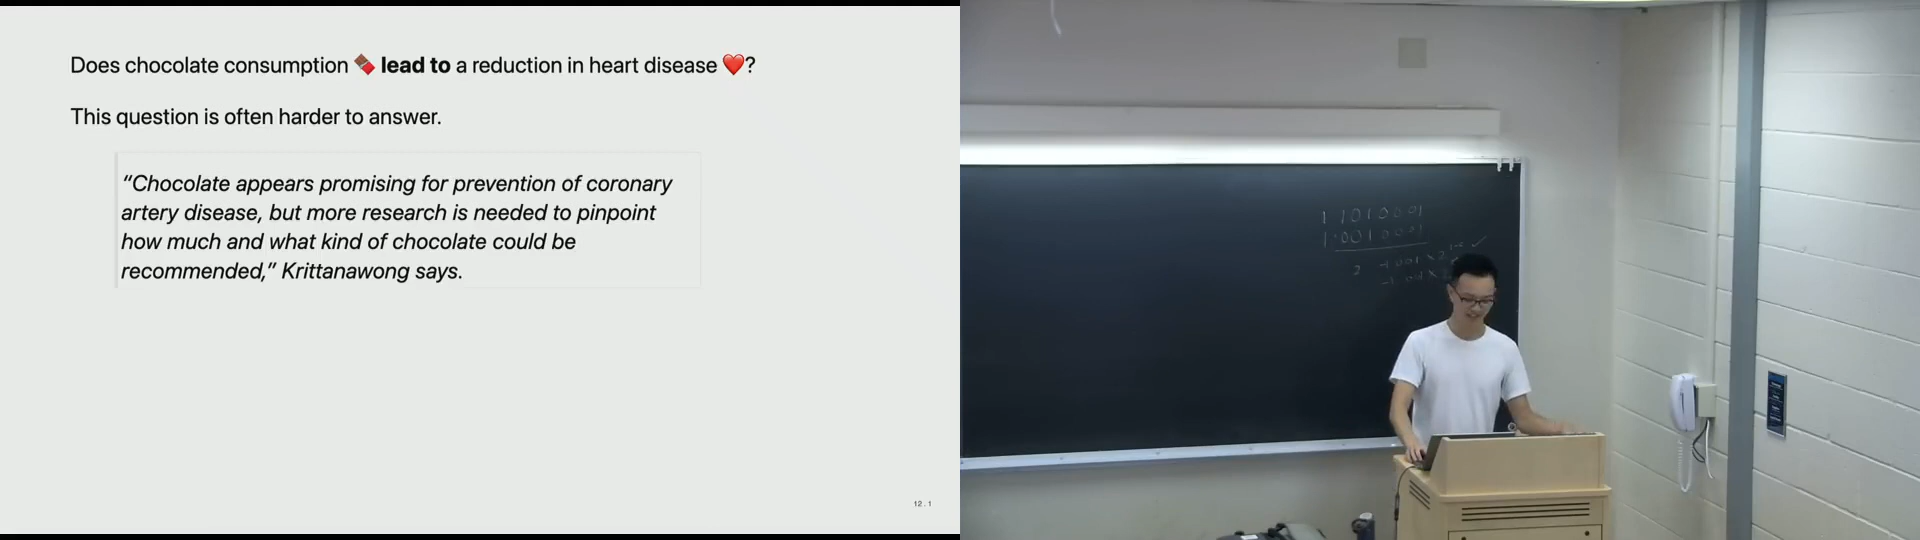 Does chocolate consumption 🍫 lead to a reduction in heart disease ❤️?
This question is often harder to answer.
“Chocolate appears promising for prevention of coronary
artery disease, but more research is needed to pinpoint
how much and what kind of chocolate could be
recommended,” Krittanawong says.
12 . 1
11010001